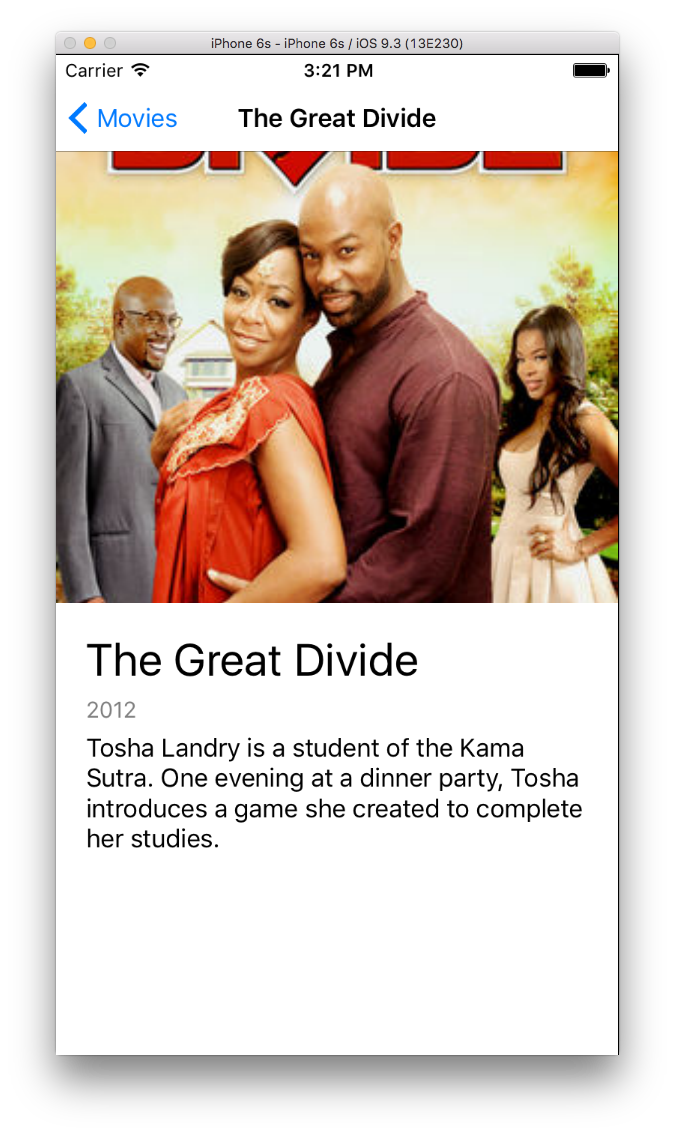 iPhone 6s - iPhone 6s / iOS 9.3 (13E230)
Carrier 3:21 PM
Movies The Great Divide
DIVIDE
The Great Divide
2012
Tosha Landry is a student of the Kama
Sutra. One evening at a dinner party, Tosha
introduces a game she created to complete
her studies.